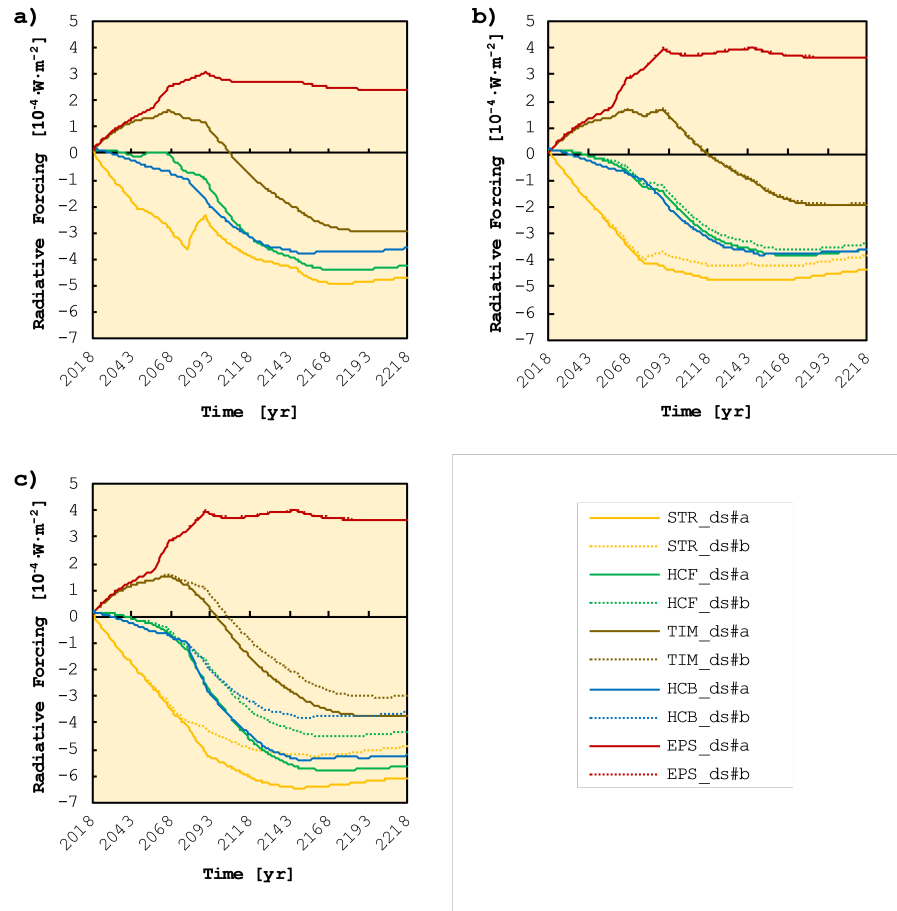 a)
Radiative Forcing [10⁻⁴·W·m⁻²]
5
4
3
2
1
0
−1
−2
−3
−4
−5
−6
−7
2018 2043 2068 2093 2118 2143 2168 2193 2218
Time [yr]
b)
Radiative Forcing [10⁻⁴·W·m⁻²]
5
4
3
2
1
0
−1
−2
−3
−4
−5
−6
−7
2018 2043 2068 2093 2118 2143 2168 2193 2218
Time [yr]
c)
Radiative Forcing [10⁻⁴·W·m⁻²]
5
4
3
2
1
0
−1
−2
−3
−4
−5
−6
−7
2018 2043 2068 2093 2118 2143 2168 2193 2218
Time [yr]
STR_ds#a
STR_ds#b
HCF_ds#a
HCF_ds#b
TIM_ds#a
TIM_ds#b
HCB_ds#a
HCB_ds#b
EPS_ds#a
EPS_ds#b